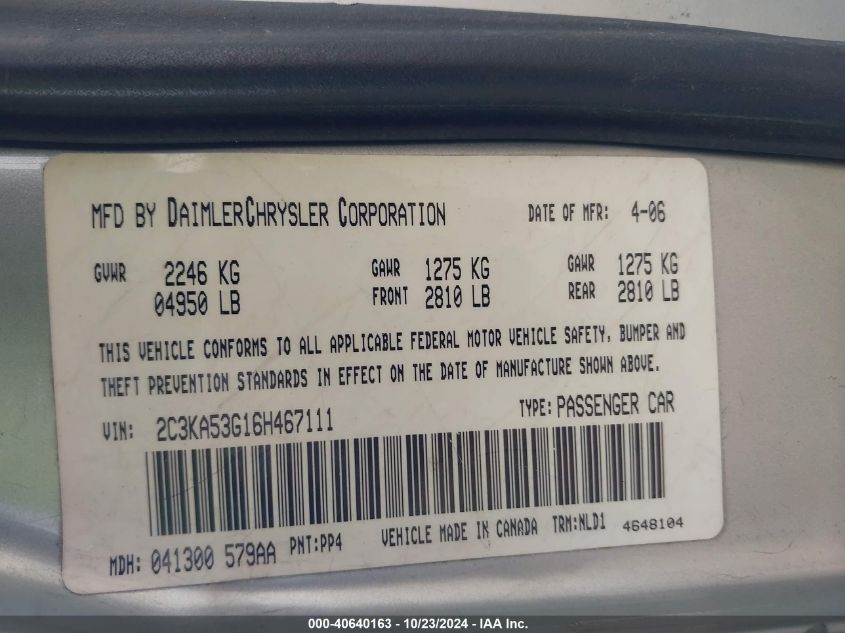 MFD BY DAIMLERCHRYSLER CORPORATION DATE OF MFR: 4-06
GVWR 2246 KG GAWR 1275 KG GAWR 1275 KG
04950 LB FRONT 2810 LB REAR 2810 LB
THIS VEHICLE CONFORMS TO ALL APPLICABLE FEDERAL MOTOR VEHICLE SAFETY, BUMPER AND
THEFT PREVENTION STANDARDS IN EFFECT ON THE DATE OF MANUFACTURE SHOWN ABOVE.
VIN: 2C3KA53G16H467111 TYPE: PASSENGER CAR
MDH: 041300 579AA PNT:PP4 VEHICLE MADE IN CANADA TRM:NLD1 4648104
000-40640163 - 10/23/2024 - IAA Inc.